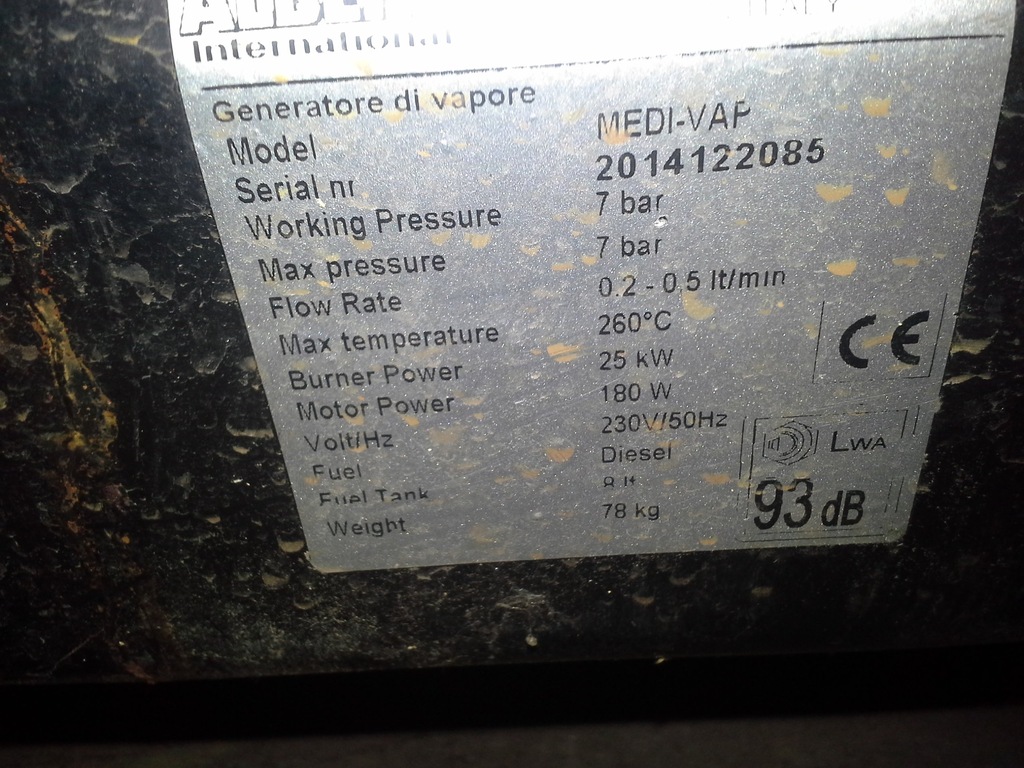 International
ITALY
Generatore di vapore
Model MEDI-VAP
Serial nr 2014122085
Working Pressure 7 bar
Max pressure 7 bar
Flow Rate 0.2 - 0.5 lt/min
Max temperature 260°C
Burner Power 25 kW
Motor Power 180 W
Volt/Hz 230V/50Hz
Fuel Diesel
Fuel Tank lt
Weight 78 kg
CE
LWA
93 dB